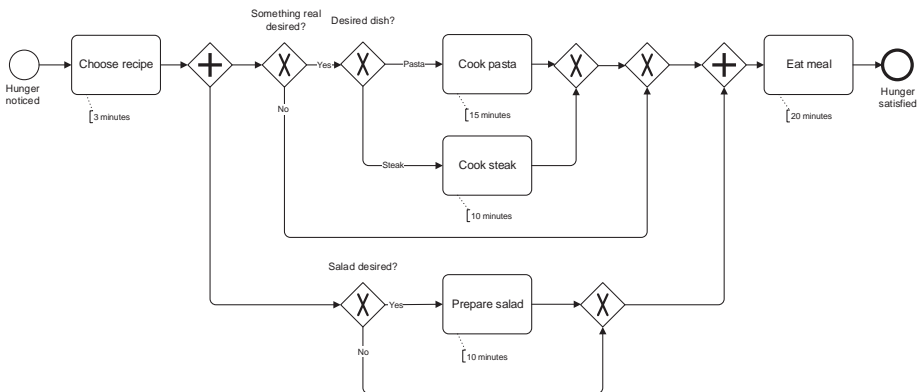 Something real
desired?
Desired dish?
Choose recipe
Yes
Pasta
Cook pasta
Eat meal
Hunger
noticed
Hunger
satisfied
3 minutes
No
15 minutes
20 minutes
Steak
Cook steak
10 minutes
Salad desired?
Yes
Prepare salad
No
10 minutes